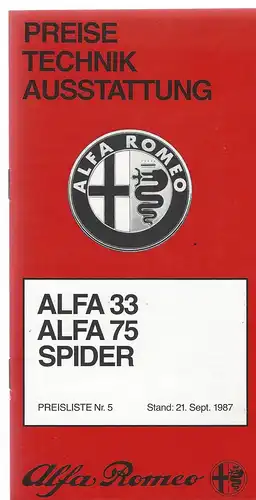 PREISE
TECHNIK
AUSSTATTUNG
ALFA ROMEO
ALFA 33
ALFA 75
SPIDER
PREISLISTE Nr. 5 Stand: 21. Sept. 1987
Alfa Romeo